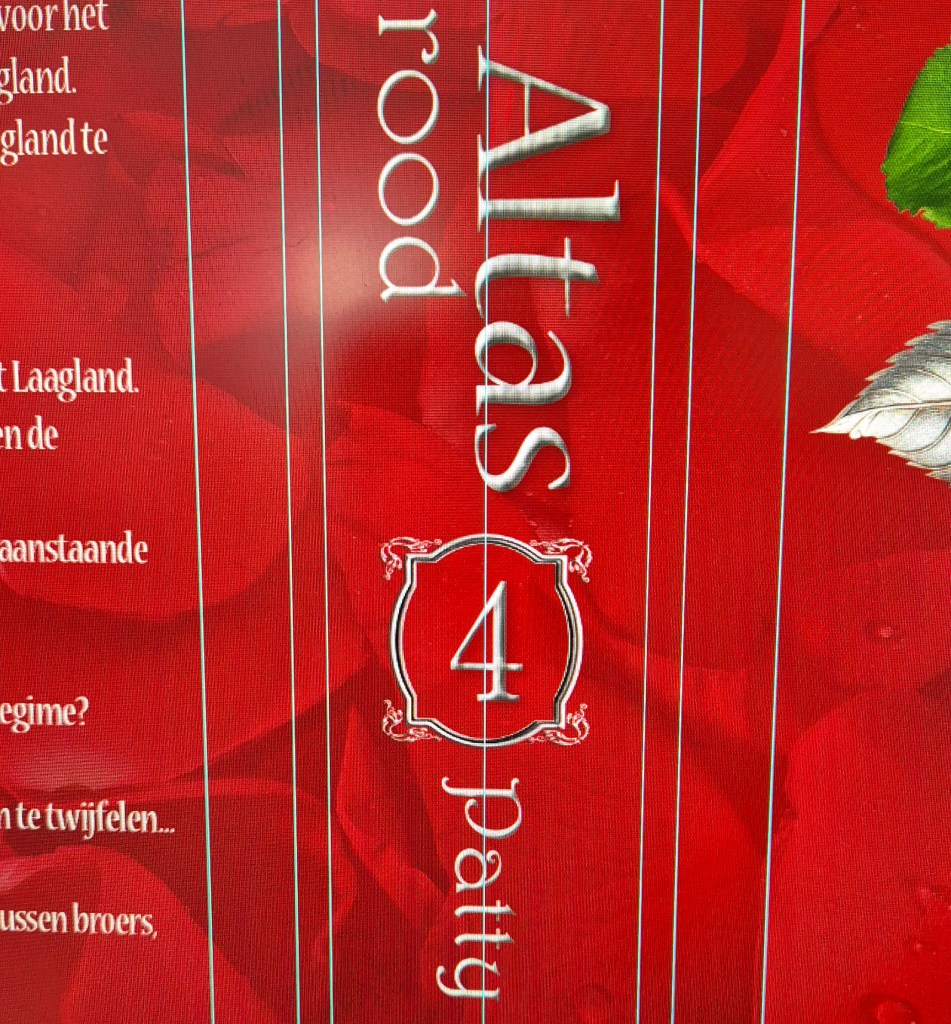 voor het
gland.
gland te
t Laagland.
en de
aanstaande
egime?
n te twijfelen...
ussen broers,
Altas
rood
4
patty